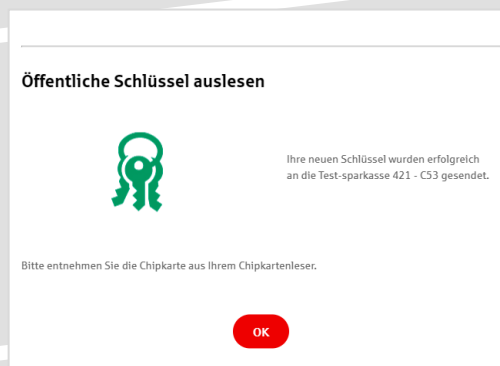 Öffentliche Schlüssel auslesen
Ihre neuen Schlüssel wurden erfolgreich
an die Test-sparkasse 421 - C53 gesendet.
Bitte entnehmen Sie die Chipkarte aus Ihrem Chipkartenleser.
OK